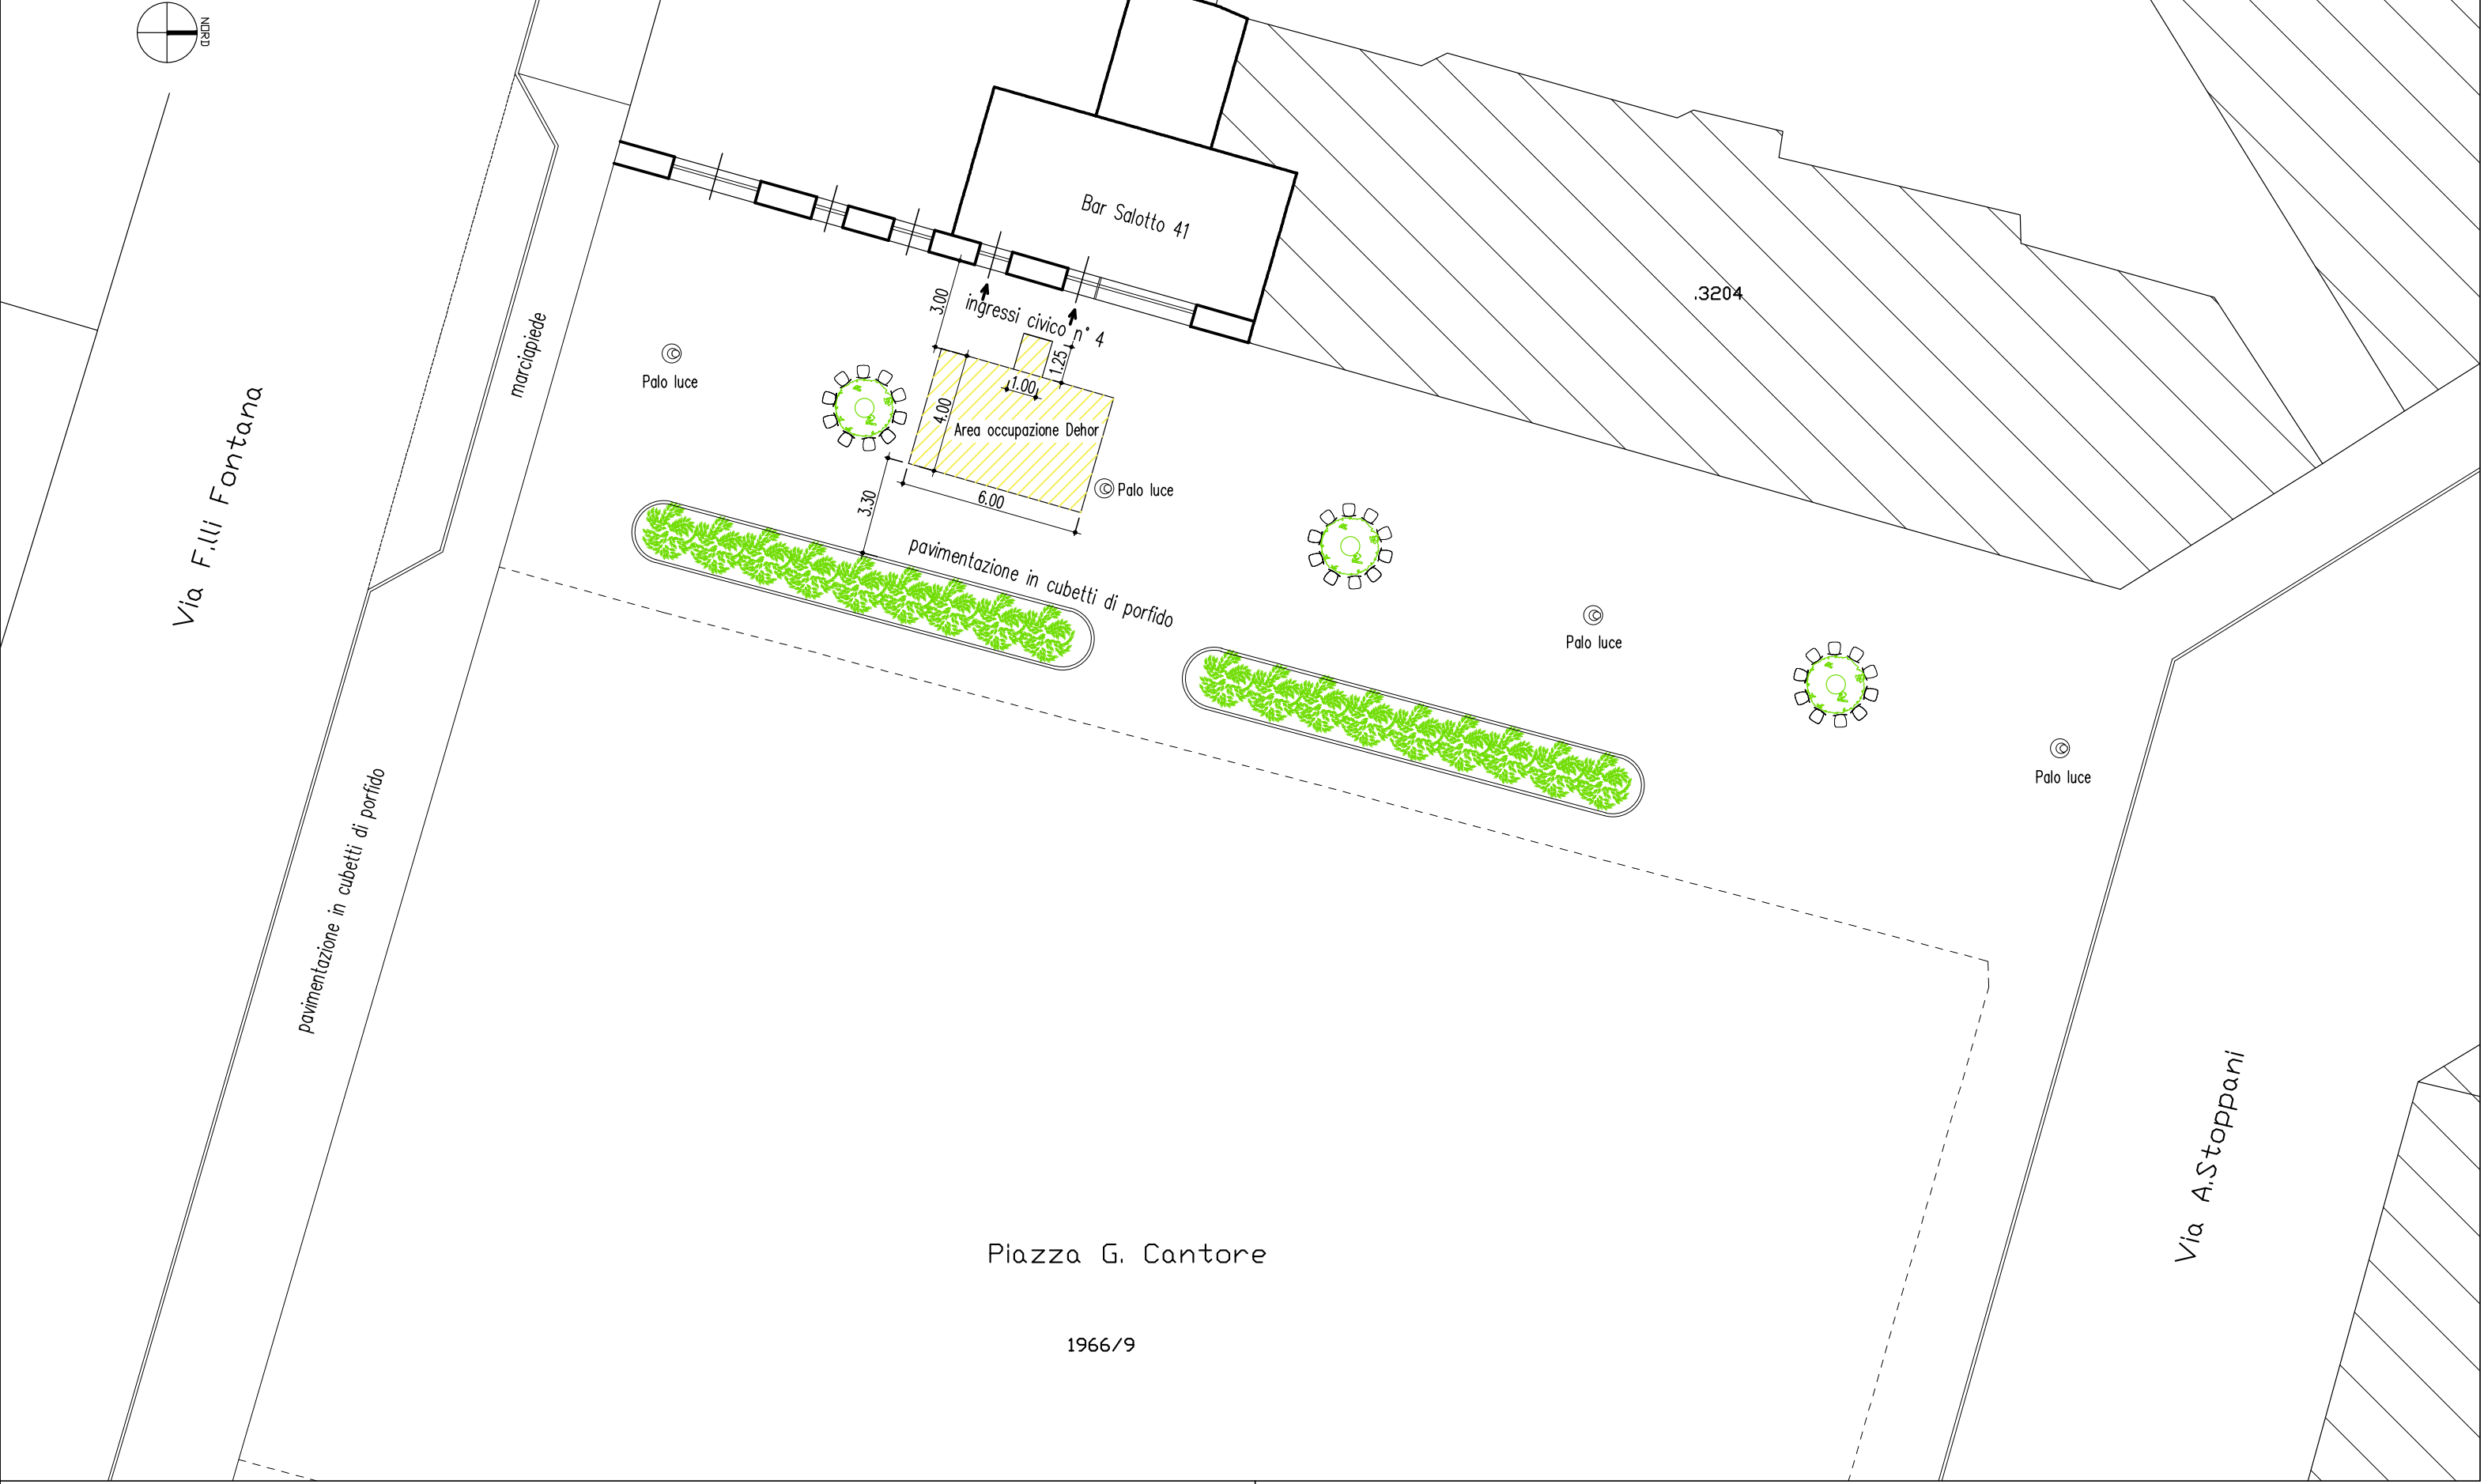 NORD
Bar Salotto 41
.3204
3.00
ingressi civico n° 4
marciapiede
1.25
Palo luce
1.00
4.00
Area occupazione Dehor
Via F.lli Fontana
3.30
6.00
Palo luce
pavimentazione in cubetti di porfido
Palo luce
Palo luce
pavimentazione in cubetti di porfido
Via A.Stoppani
Piazza G. Cantore
1966/9